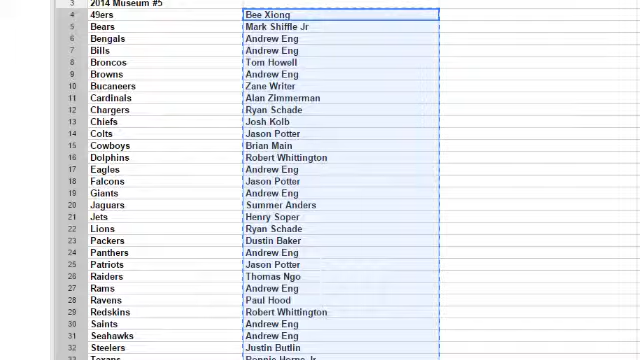 3 2014 Museum #5
4 49ers Bee Xiong
5 Bears Mark Shiffle Jr
6 Bengals Andrew Eng
7 Bills Andrew Eng
8 Broncos Tom Howell
9 Browns Andrew Eng
10 Bucaneers Zane Writer
11 Cardinals Alan Zimmerman
12 Chargers Ryan Schade
13 Chiefs Josh Kolb
14 Colts Jason Potter
15 Cowboys Brian Main
16 Dolphins Robert Whittington
17 Eagles Andrew Eng
18 Falcons Jason Potter
19 Giants Andrew Eng
20 Jaguars Summer Anders
21 Jets Henry Soper
22 Lions Ryan Schade
23 Packers Dustin Baker
24 Panthers Andrew Eng
25 Patriots Jason Potter
26 Raiders Thomas Ngo
27 Rams Andrew Eng
28 Ravens Paul Hood
29 Redskins Robert Whittington
30 Saints Andrew Eng
31 Seahawks Andrew Eng
32 Steelers Justin Butlin
33 Texans Ronnie Horne Jr